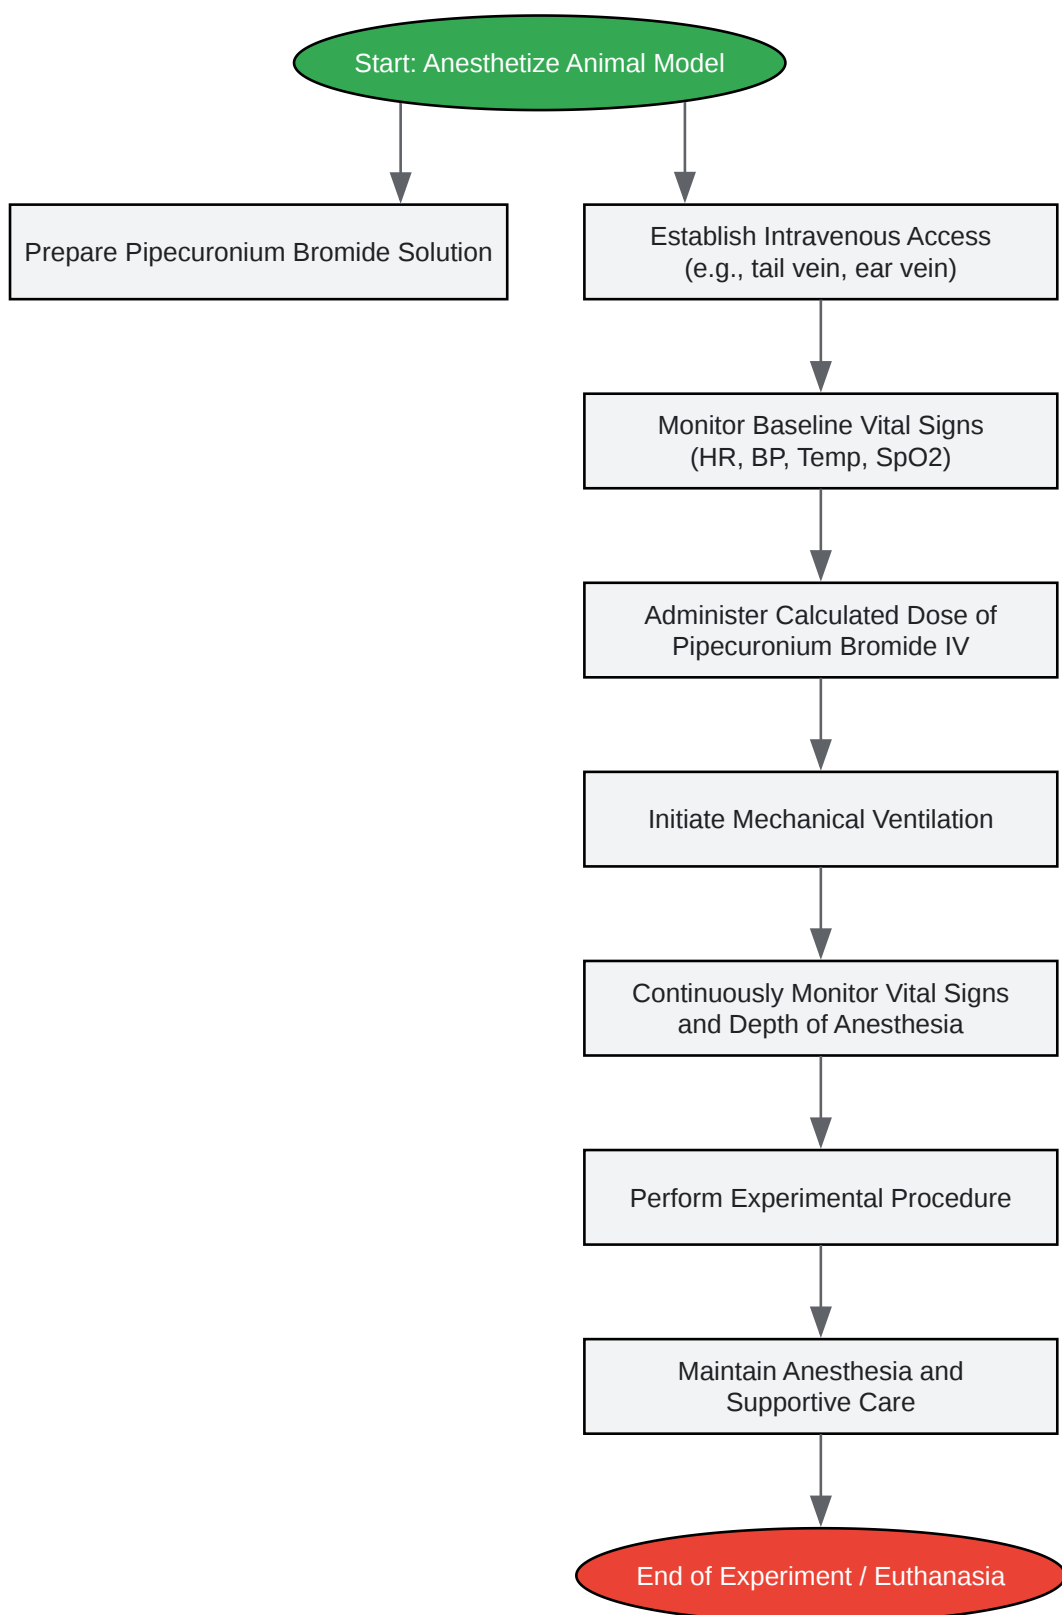 Start: Anesthetize Animal Model
Prepare Pipecuronium Bromide Solution
Establish Intravenous Access
(e.g., tail vein, ear vein)
Monitor Baseline Vital Signs
(HR, BP, Temp, SpO2)
Administer Calculated Dose of
Pipecuronium Bromide IV
Initiate Mechanical Ventilation
Continuously Monitor Vital Signs
and Depth of Anesthesia
Perform Experimental Procedure
Maintain Anesthesia and
Supportive Care
End of Experiment / Euthanasia